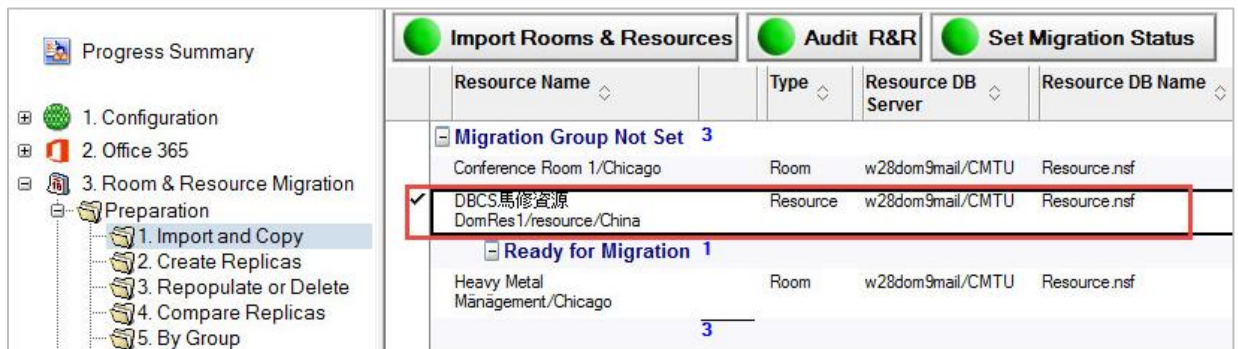 Progress Summary
1. Configuration
2. Office 365
3. Room & Resource Migration
Preparation
1. Import and Copy
2. Create Replicas
3. Repopulate or Delete
4. Compare Replicas
5. By Group
Import Rooms & Resources Audit R&R Set Migration Status
Resource Name Type Resource DB Server Resource DB Name
Migration Group Not Set 3
Conference Room 1/Chicago Room w28dom9mail/CMTU Resource.nsf
DBCS馬修資源 Resource w28dom9mail/CMTU Resource.nsf
DomRes1/resource/China
Ready for Migration 1
Heavy Metal Room w28dom9mail/CMTU Resource.nsf
Mänägement/Chicago
3